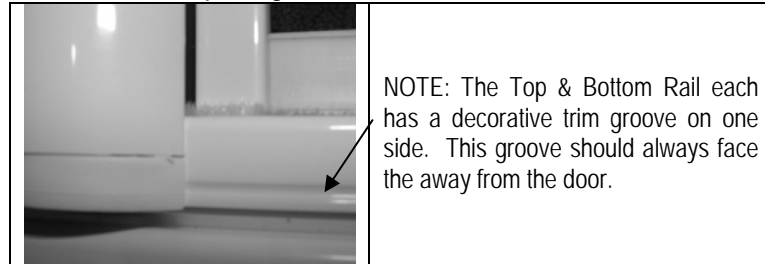 NOTE: The Top & Bottom Rail each
has a decorative trim groove on one
side. This groove should always face
the away from the door.